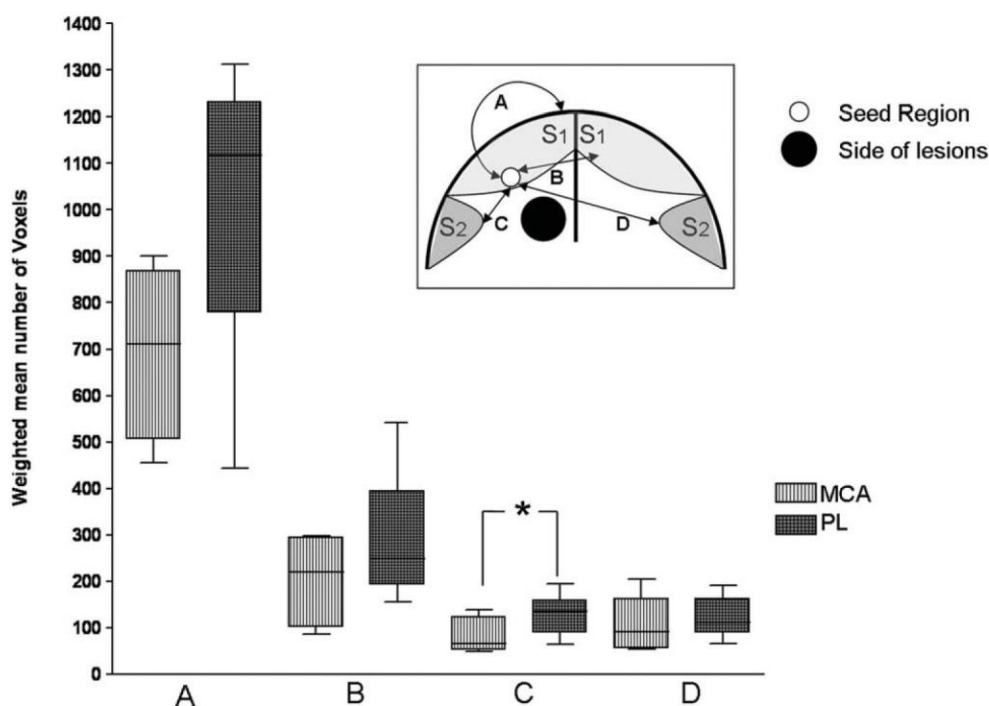 Weighted mean number of Voxels
1400
1300
1200
1100
1000
900
800
700
600
500
400
300
200
100
0
A
B
C
D
*
A
S1 S1
B
S2 C D S2
Seed Region
Side of lesions
MCA
PL